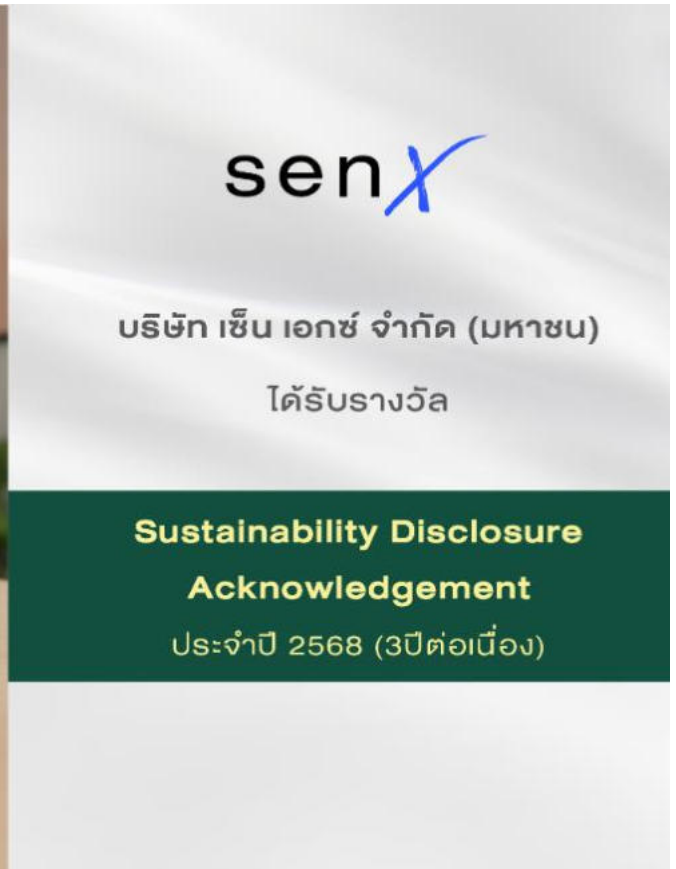 senX
บริษัท เซ็น เอกซ์ จำกัด (มหาชน)
ได้รับรางวัล
Sustainability Disclosure
Acknowledgement
ประจำปี 2568 (3ปีต่อเนื่อง)